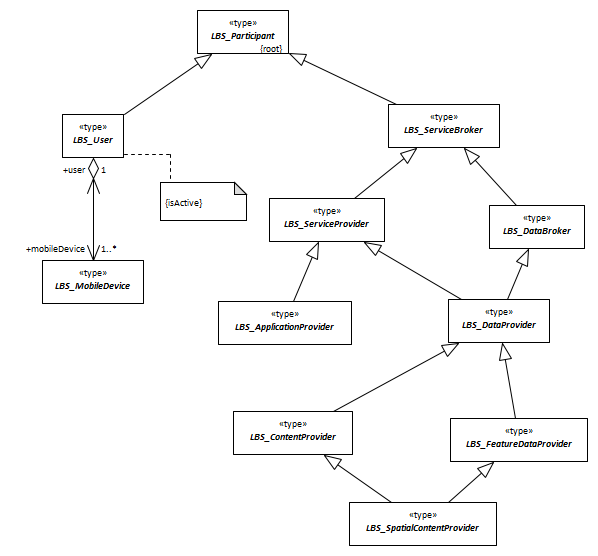 «type»
LBS_Participant
{root}
«type»
LBS_User
«type»
LBS_ServiceBroker
+user 1
{isActive}
«type»
LBS_ServiceProvider
«type»
LBS_DataBroker
+mobileDevice 1..*
«type»
LBS_MobileDevice
«type»
LBS_ApplicationProvider
«type»
LBS_DataProvider
«type»
LBS_ContentProvider
«type»
LBS_FeatureDataProvider
«type»
LBS_SpatialContentProvider